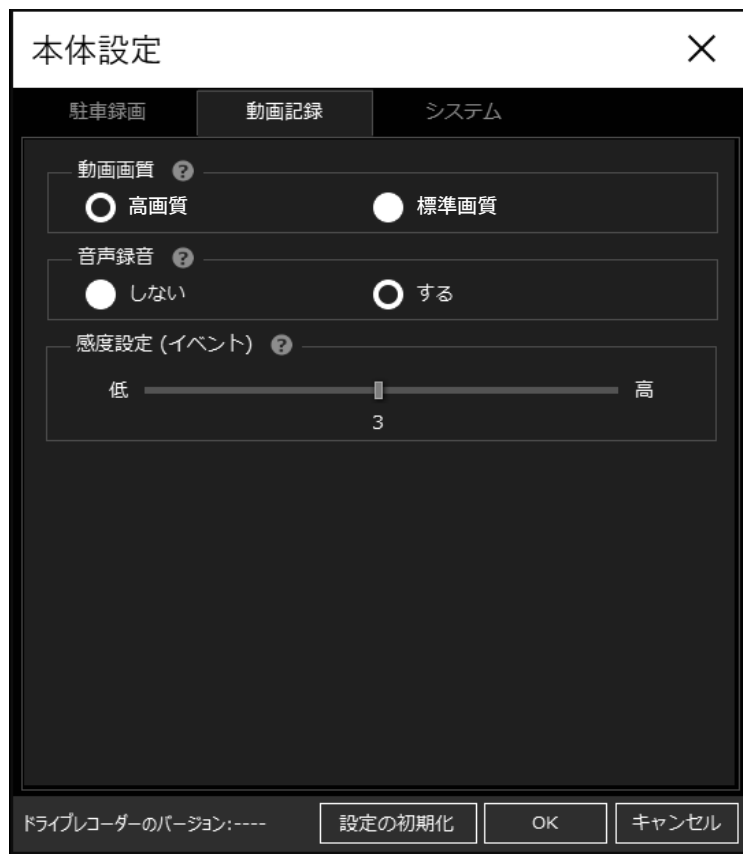 本体設定
駐車録画 動画記録 システム
動画画質 ?
高画質 標準画質
音声録音 ?
しない する
感度設定 (イベント) ?
低 高
3
ドライブレコーダーのバージョン:---- 設定の初期化 OK キャンセル